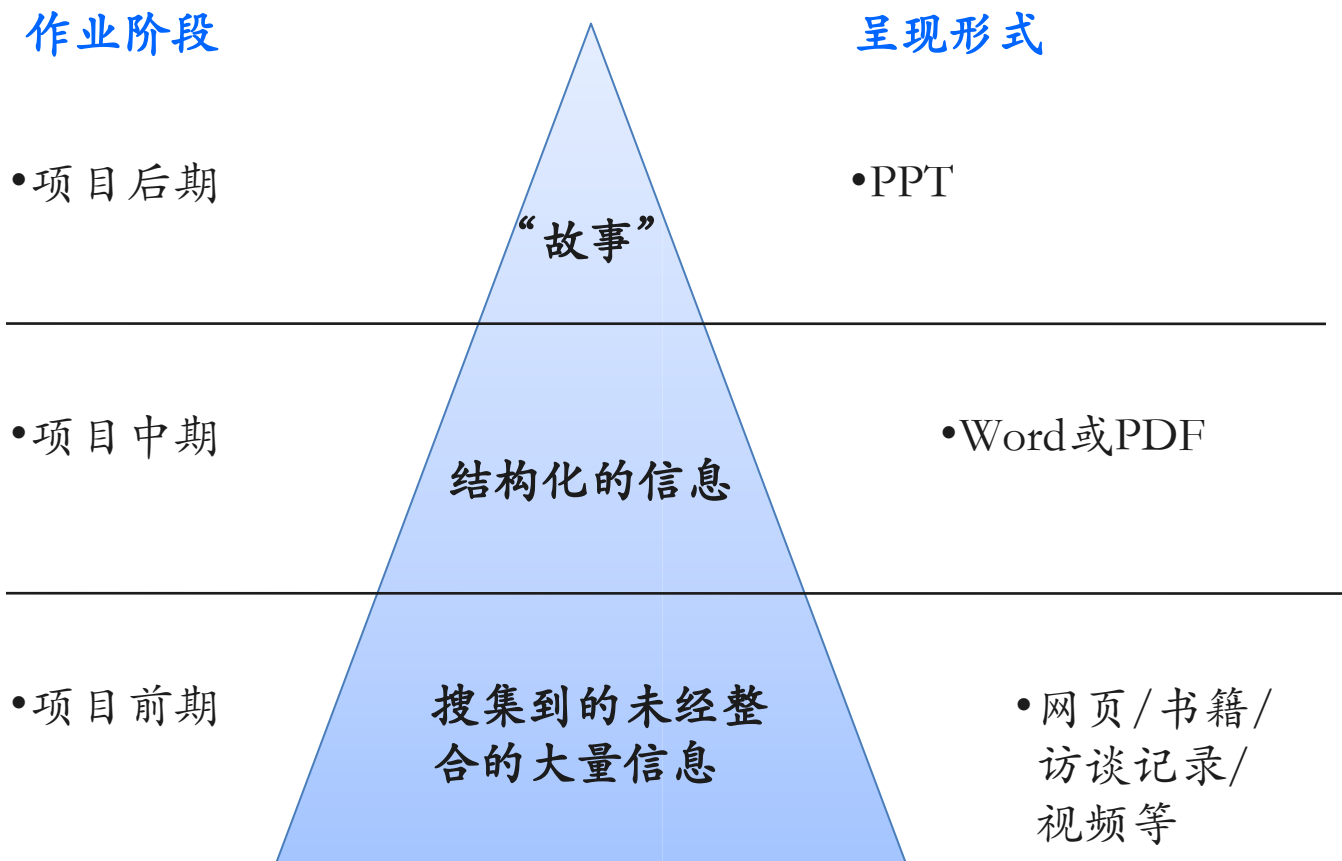 作业阶段
呈现形式
•项目后期
•PPT
“故事”
•项目中期
•Word或PDF
结构化的信息
•项目前期
搜集到的未经整
合的大量信息
•网页/书籍/
访谈记录/
视频等